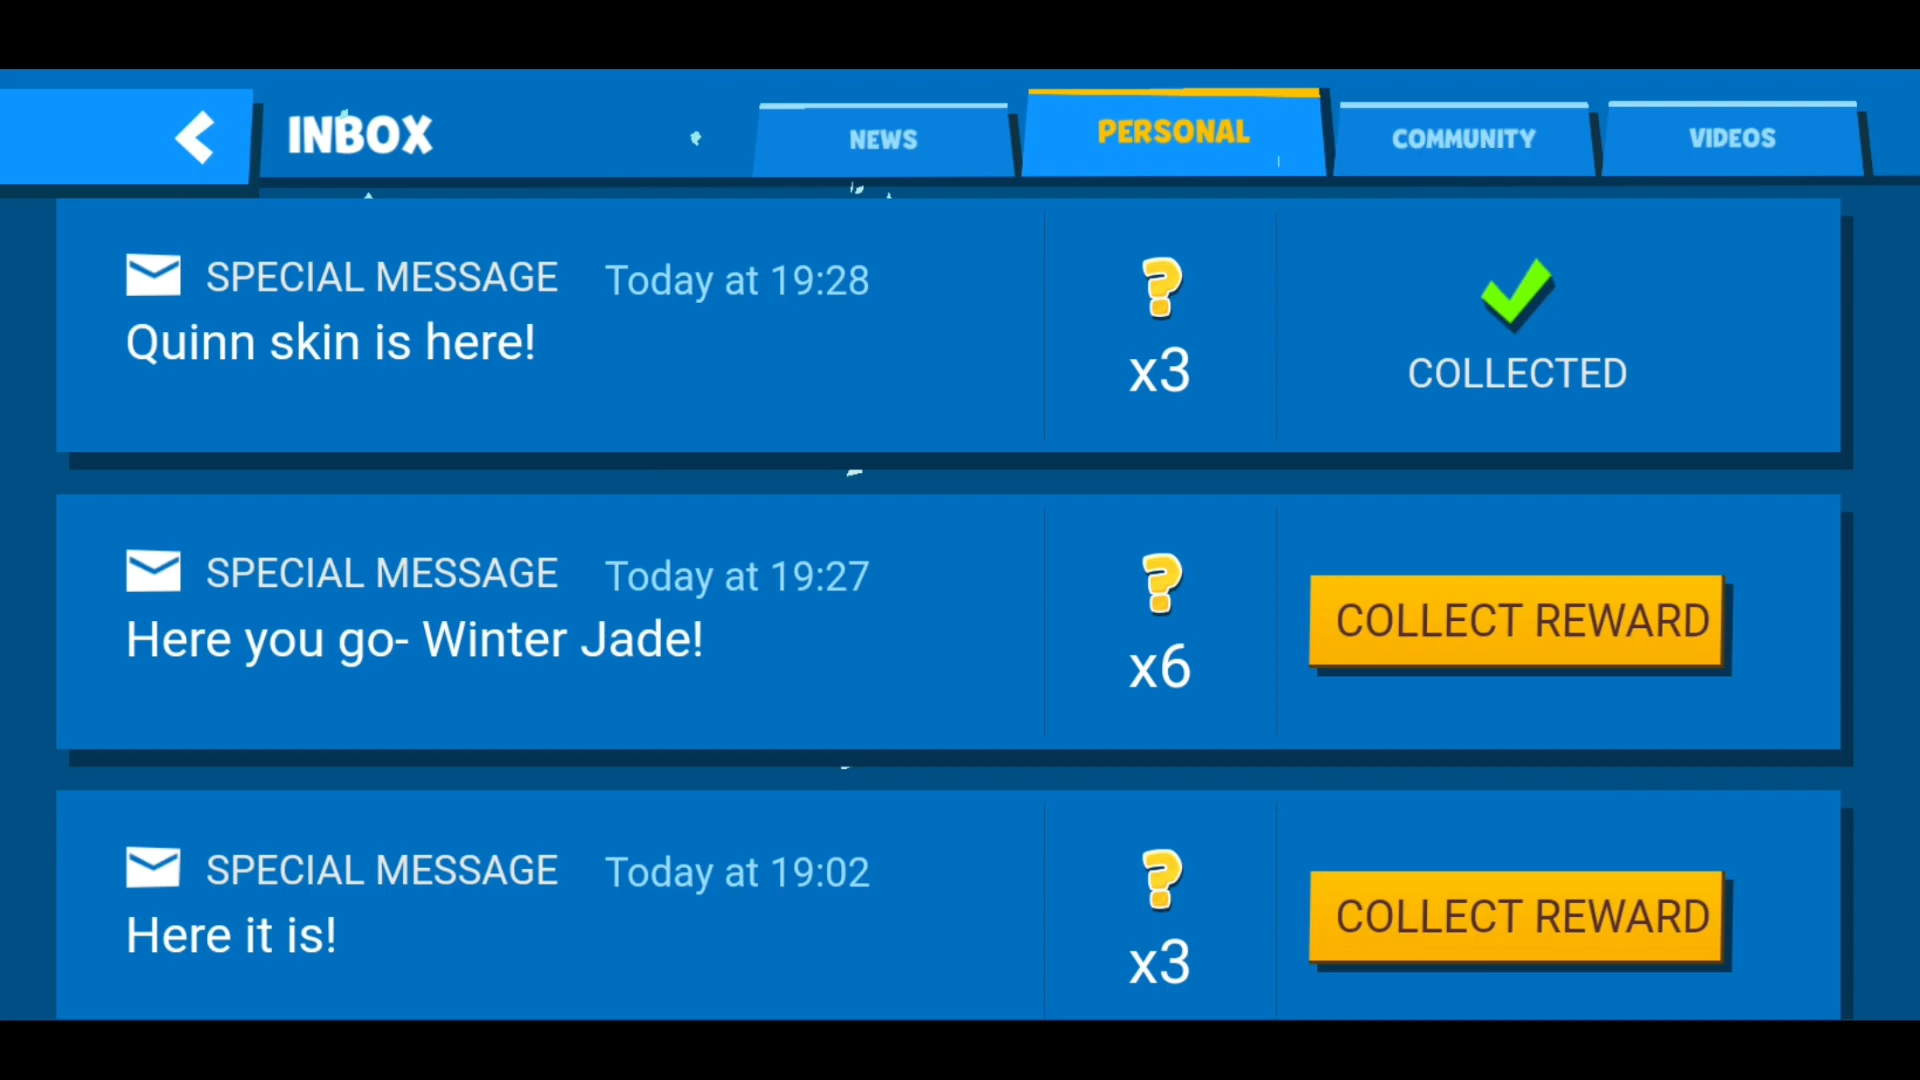 INBOX
NEWS
PERSONAL
COMMUNITY
VIDEOS
SPECIAL MESSAGE Today at 19:28
Quinn skin is here!
?
x3
COLLECTED
SPECIAL MESSAGE Today at 19:27
Here you go- Winter Jade!
?
x6
COLLECT REWARD
SPECIAL MESSAGE Today at 19:02
Here it is!
?
x3
COLLECT REWARD